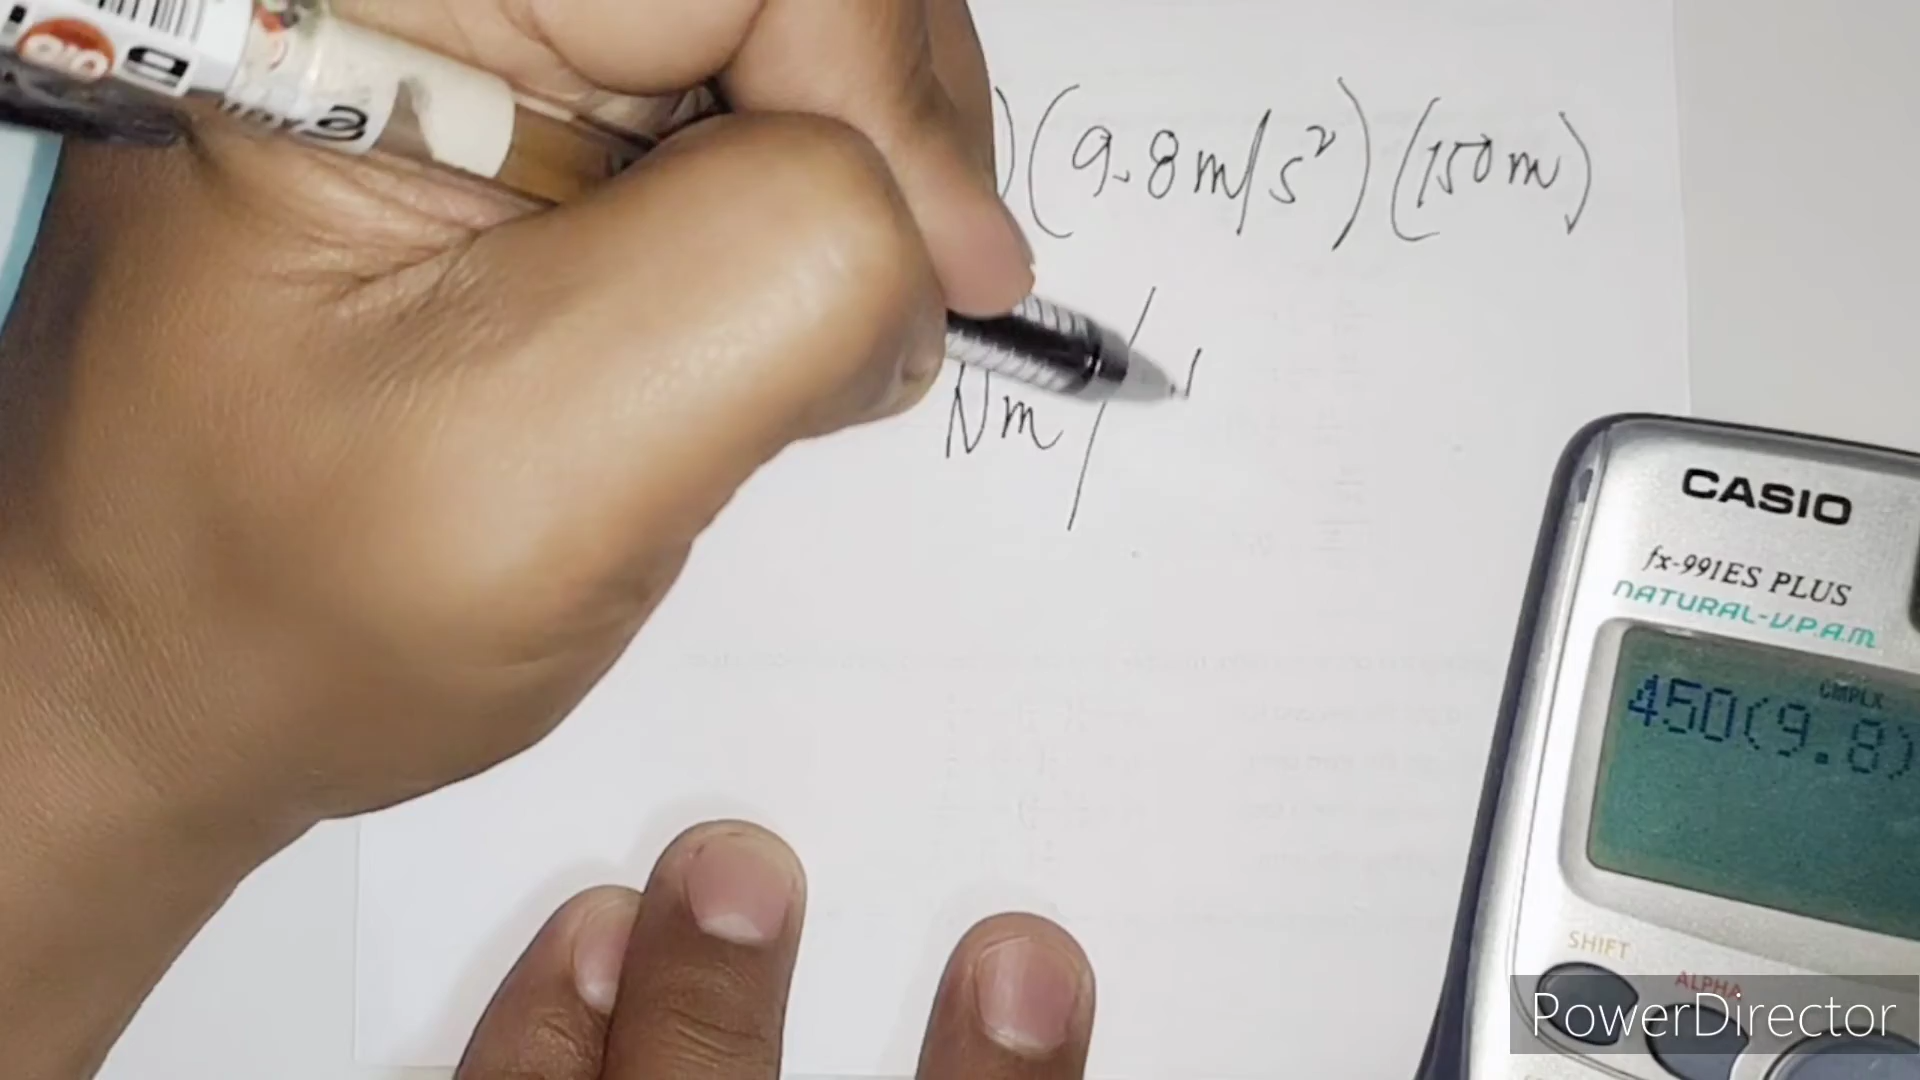 )(9.8m/s²)(150m)
Nm/
CASIO
fx-991ES PLUS
NATURAL-V.P.A.M.
CMPLX
450(9.8)
SHIFT
ALPHA
PowerDirector